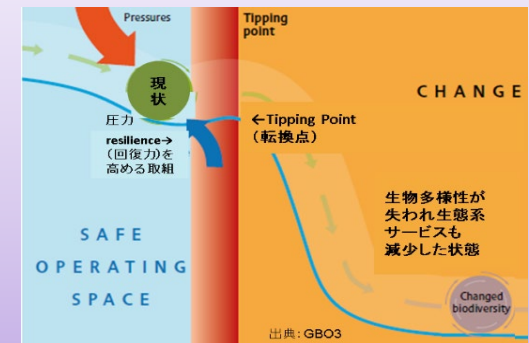 Pressures
Tipping
point
現
状
圧力
resilience→
(回復力)を
高める取組
←Tipping Point
(転換点)
CHANGE
生物多様性が
失われ生態系
サービスも
減少した状態
SAFE
OPERATING
SPACE
Changed
biodiversity
出典:GBO3